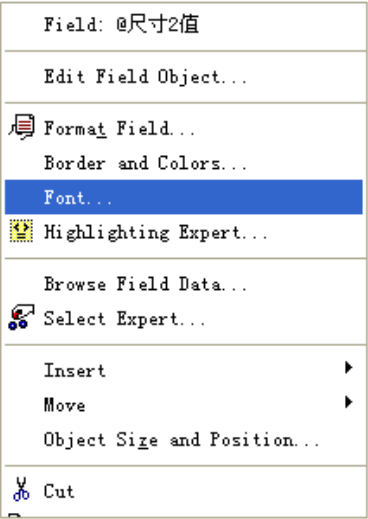 Field: @尺寸2值
Edit Field Object...
Format Field...
Border and Colors...
Font...
Highlighting Expert...
Browse Field Data...
Select Expert...
Insert
Move
Object Size and Position...
Cut